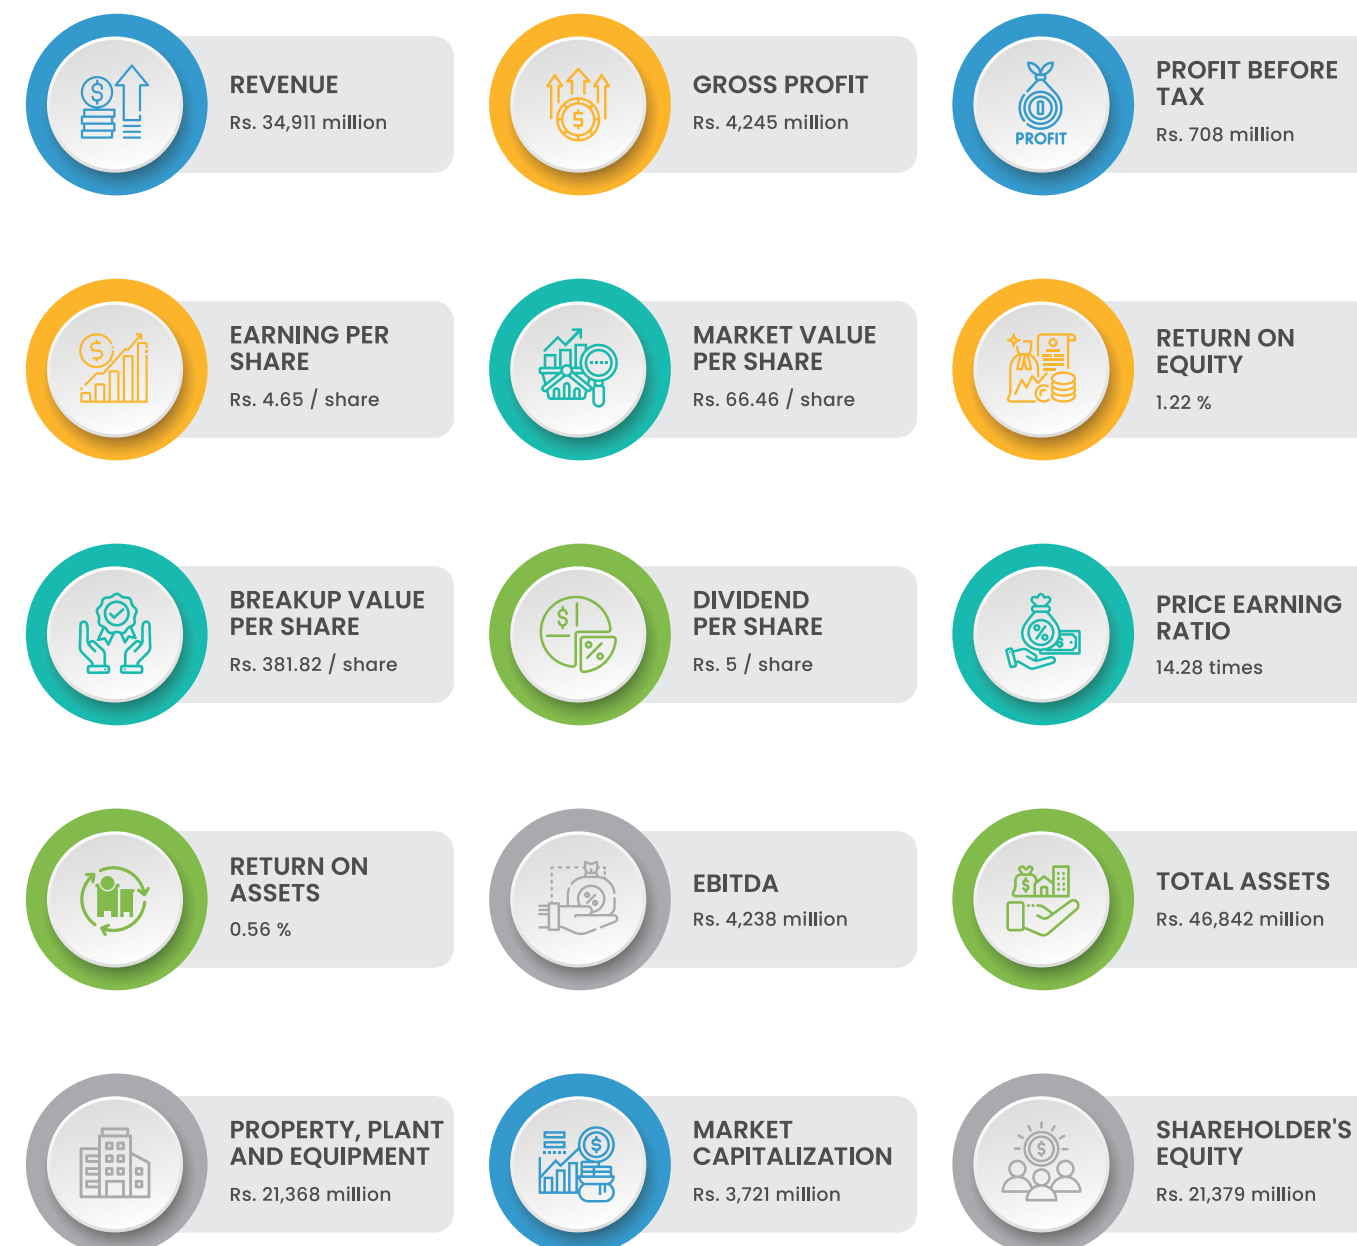 REVENUE
Rs. 34,911 million
GROSS PROFIT
Rs. 4,245 million
PROFIT
PROFIT BEFORE
TAX
Rs. 708 million
EARNING PER
SHARE
Rs. 4.65 / share
MARKET VALUE
PER SHARE
Rs. 66.46 / share
RETURN ON
EQUITY
1.22 %
BREAKUP VALUE
PER SHARE
Rs. 381.82 / share
DIVIDEND
PER SHARE
Rs. 5 / share
PRICE EARNING
RATIO
14.28 times
RETURN ON
ASSETS
0.56 %
EBITDA
Rs. 4,238 million
TOTAL ASSETS
Rs. 46,842 million
PROPERTY, PLANT
AND EQUIPMENT
Rs. 21,368 million
MARKET
CAPITALIZATION
Rs. 3,721 million
SHAREHOLDER'S
EQUITY
Rs. 21,379 million